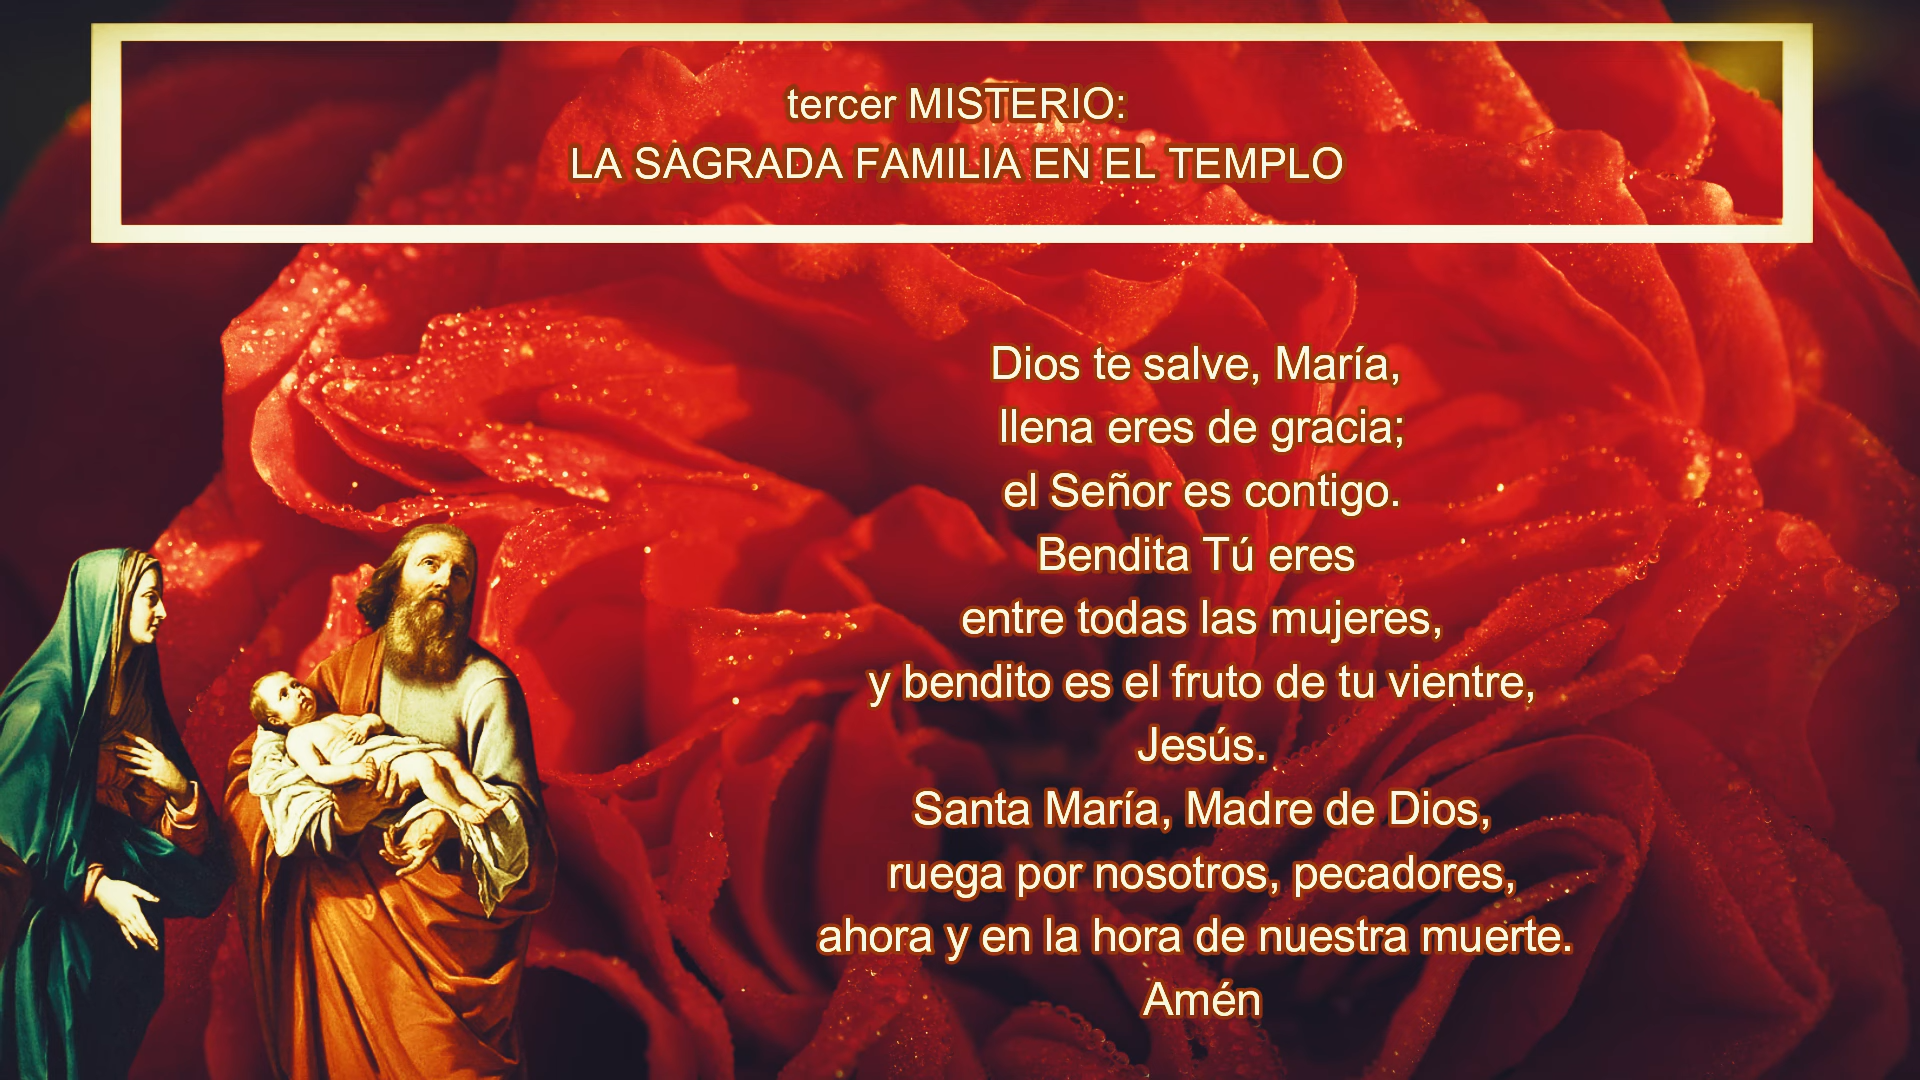 tercer MISTERIO:
LA SAGRADA FAMILIA EN EL TEMPLO
Dios te salve, María,
llena eres de gracia;
el Señor es contigo.
Bendita Tú eres
entre todas las mujeres,
y bendito es el fruto de tu vientre,
Jesús.
Santa María, Madre de Dios,
ruega por nosotros, pecadores,
ahora y en la hora de nuestra muerte.
Amén